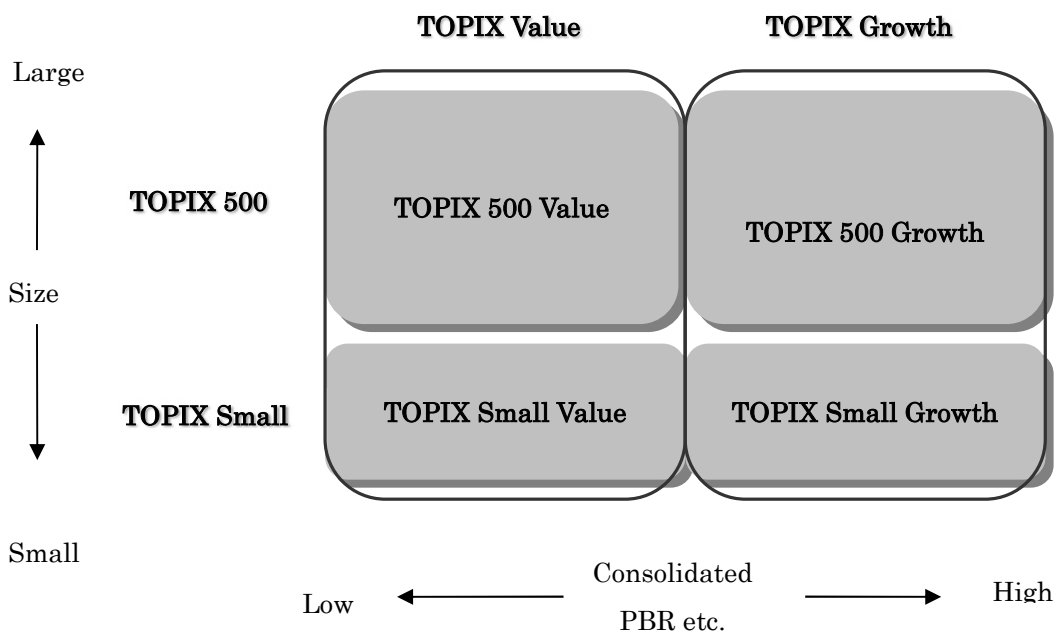 TOPIX Value
TOPIX Growth
Large
TOPIX 500
TOPIX 500 Value
TOPIX 500 Growth
Size
TOPIX Small
TOPIX Small Value
TOPIX Small Growth
Small
Low
Consolidated
PBR etc.
High